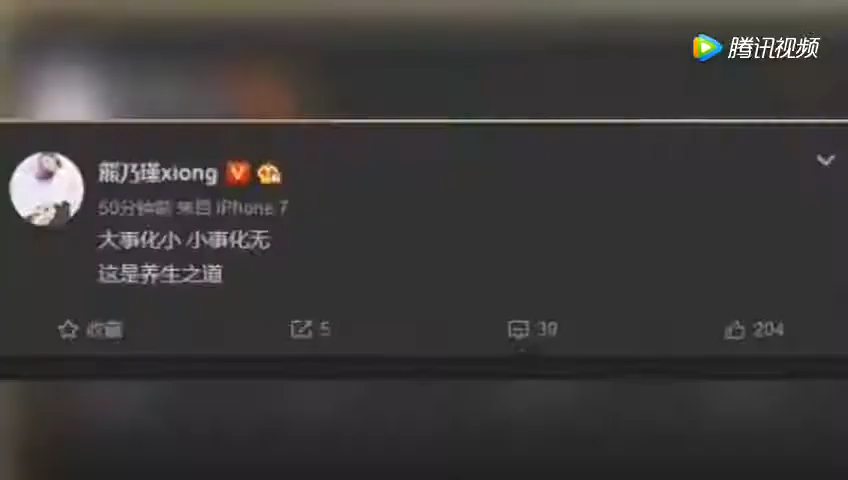 腾讯视频
熊乃瑾xiong
50分钟前 来自 iPhone 7
大事化小 小事化无
这是养生之道
收藏 5 39 204